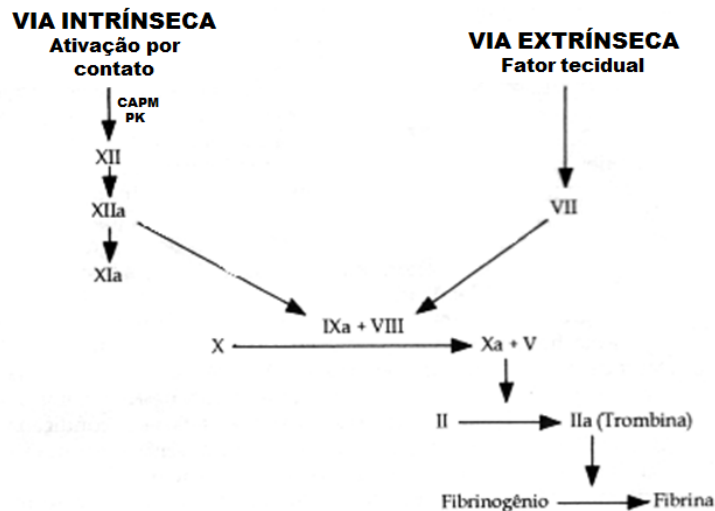 VIA INTRÍNSECA
Ativação por
contato
VIA EXTRÍNSECA
Fator tecidual
CAPM
PK
XII
XIIa
VII
XIa
IXa + VIII
X
Xa + V
II
IIa (Trombina)
Fibrinogênio
Fibrina